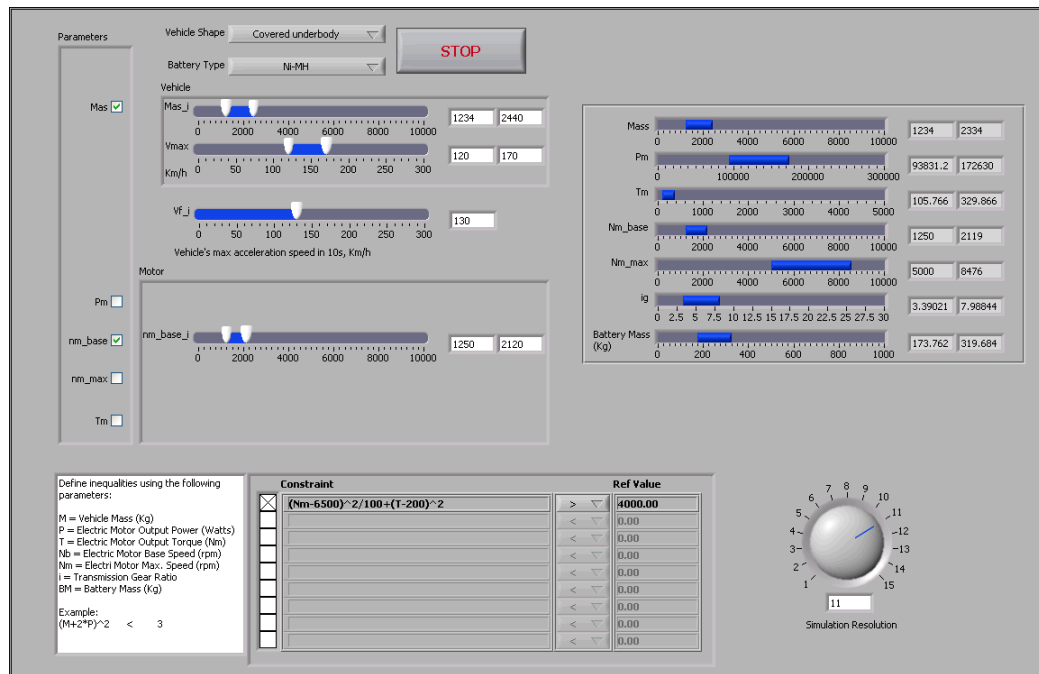 Parameters
Vehicle Shape Covered underbody
STOP
Battery Type Ni-MH
Vehicle
Mas
Mas_i
1234 2440
0 2000 4000 6000 8000 10000
Vmax
120 170
Km/h 0 50 100 150 200 250 300
Vf_i
130
0 50 100 150 200 250 300
Vehicle's max acceleration speed in 10s, Km/h
Motor
Pm
nm_base
nm_base_i
1250 2120
0 2000 4000 6000 8000 10000
nm_max
Tm
Mass
1234 2334
0 2000 4000 6000 8000 10000
Pm
93831.2 172630
0 100000 200000 300000
Tm
105.766 329.866
0 1000 2000 3000 4000 5000
Nm_base
1250 2119
0 2000 4000 6000 8000 10000
Nm_max
5000 8476
0 2000 4000 6000 8000 10000
ig
3.39021 7.98844
0 2.5 5 7.5 10 12.5 15 17.5 20 22.5 25 27.5 30
Battery Mass
(Kg)
173.762 319.684
0 200 400 600 800 1000
Define inequalities using the following
parameters:
M = Vehicle Mass (Kg)
P = Electric Motor Output Power (Watts)
T = Electric Motor Output Torque (Nm)
Nb = Electric Motor Base Speed (rpm)
Nm = Electri Motor Max. Speed (rpm)
i = Transmission Gear Ratio
BM = Battery Mass (Kg)
Example:
(M+2*P)^2 < 3
Constraint Ref Value
(Nm-6500)^2/100+(T-200)^2 > 4000.00
< 0.00
< 0.00
< 0.00
< 0.00
< 0.00
< 0.00
< 0.00
< 0.00
1 2 3 4 5 6 7 8 9 10 11 12 13 14 15
11
Simulation Resolution